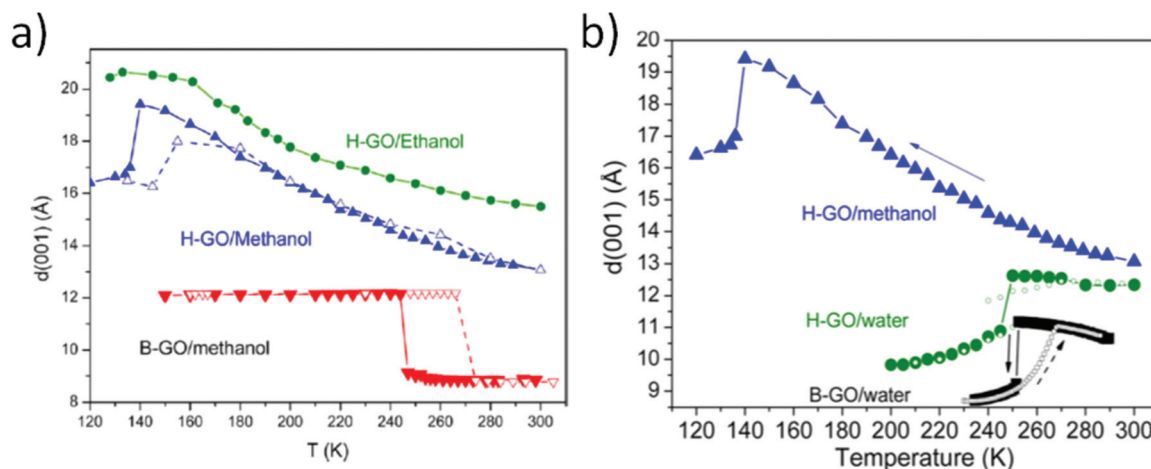 a)
b)
21
20
18
16
14
12
10
8
d(001) (Å)
H-GO/Ethanol
H-GO/Methanol
B-GO/methanol
120 140 160 180 200 220 240 260 280 300
T (K)
20
19
18
17
16
15
14
13
12
11
10
9
d(001) (Å)
H-GO/methanol
H-GO/water
B-GO/water
120 140 160 180 200 220 240 260 280 300
Temperature (K)